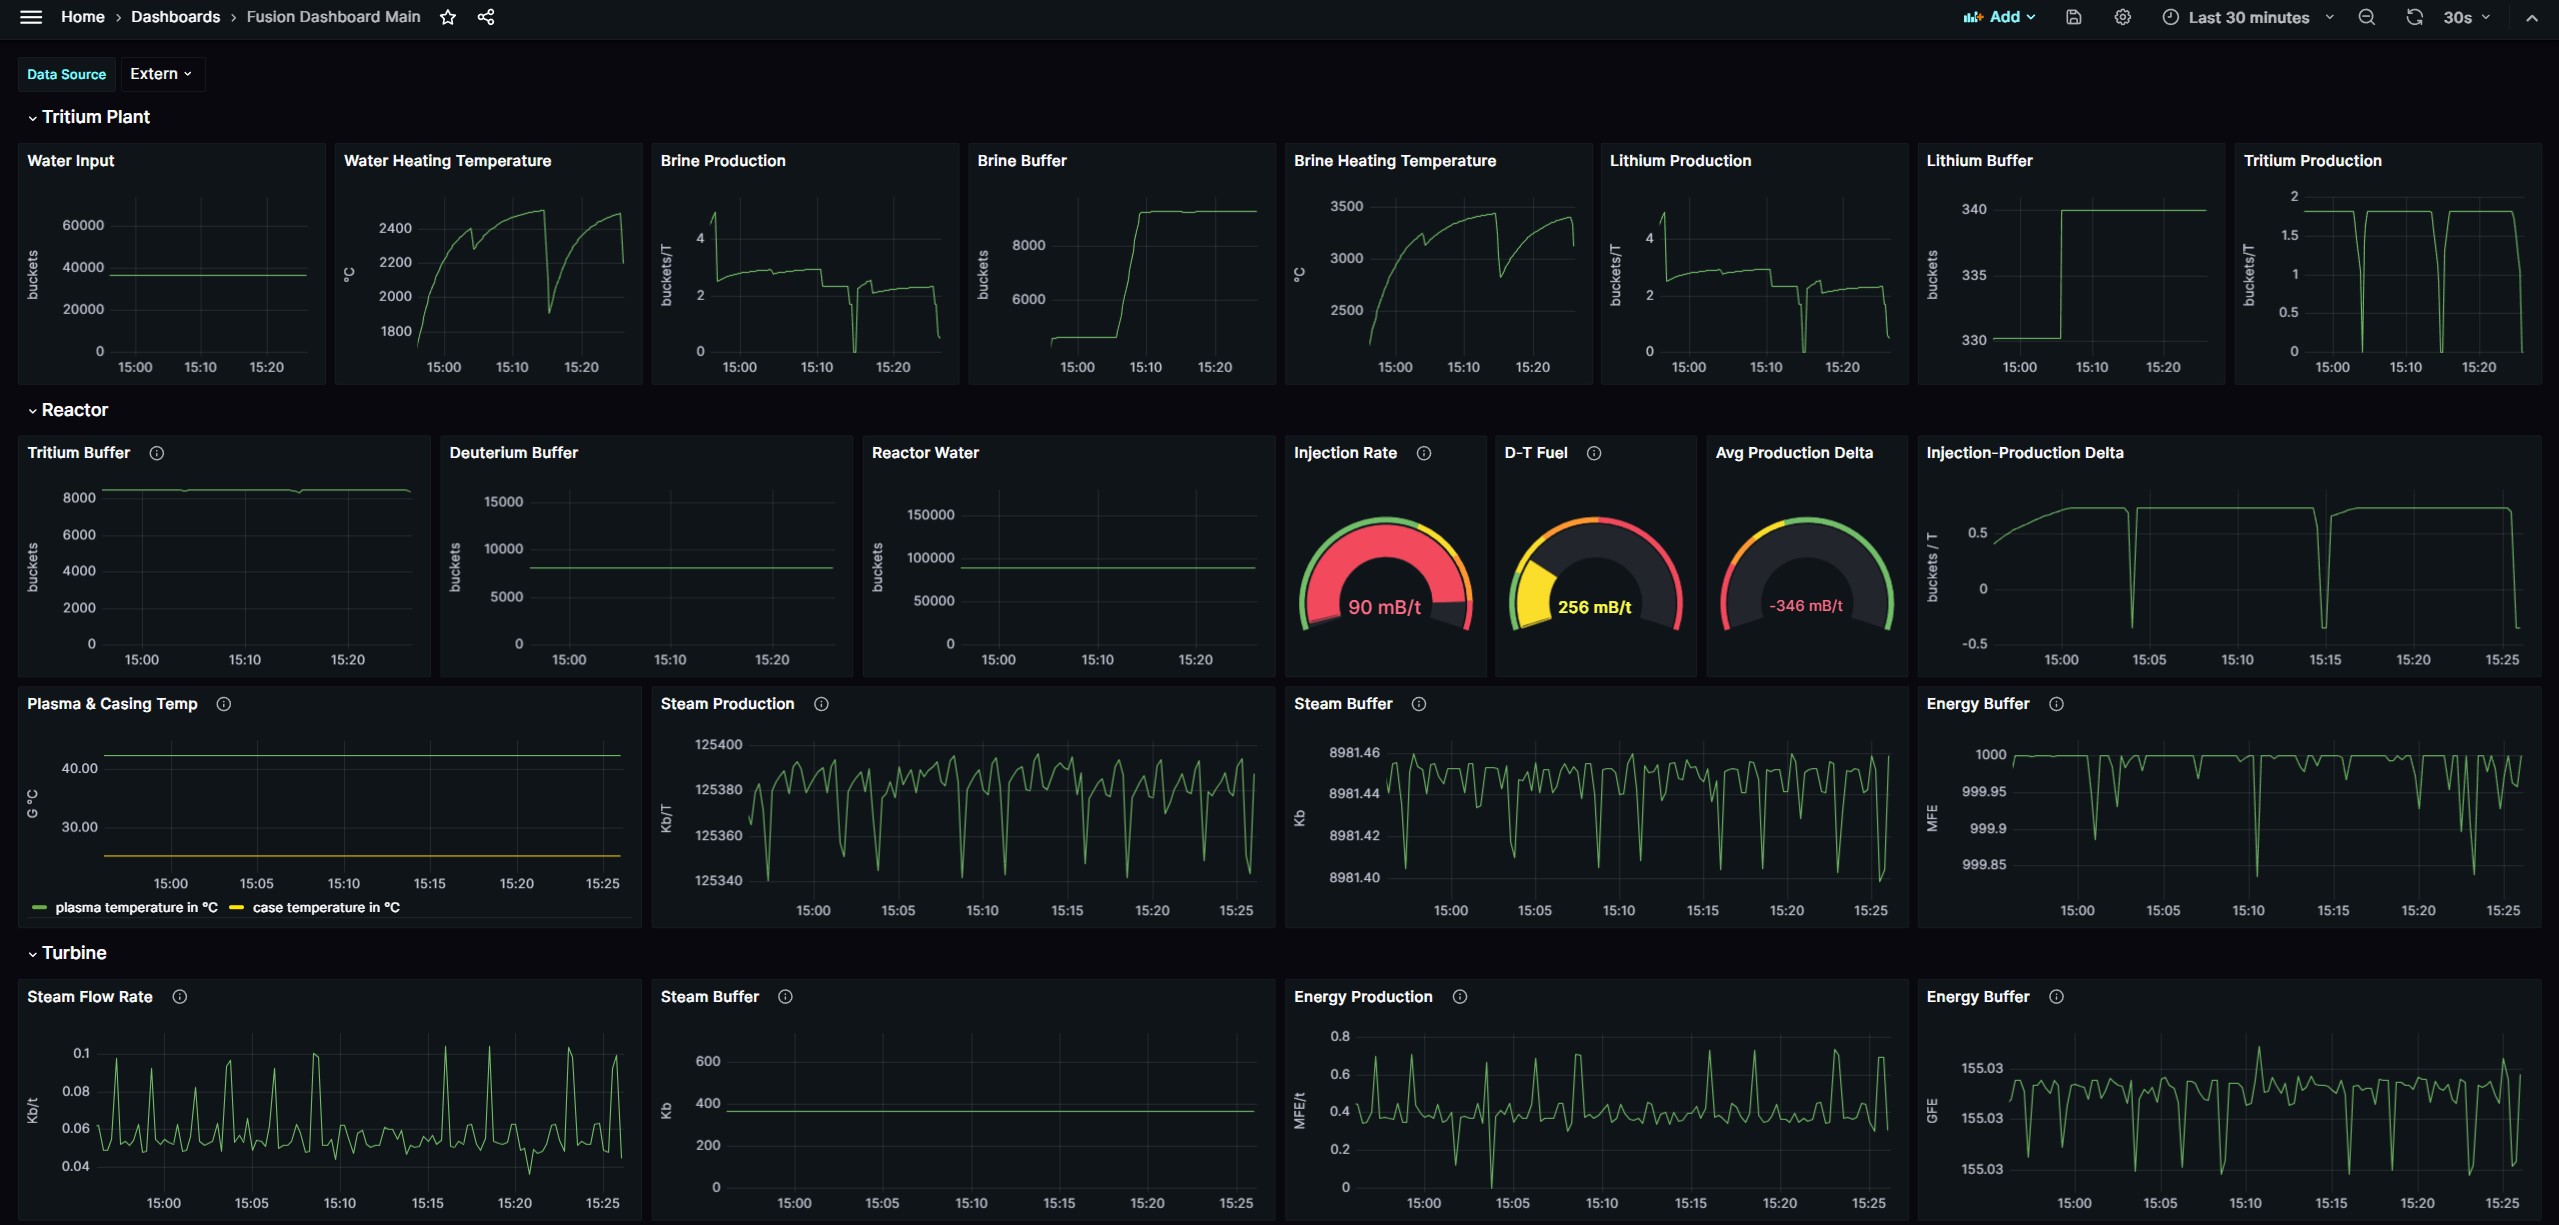 Home › Dashboards › Fusion Dashboard Main Add Last 30 minutes 30s
Data Source Extern
Tritium Plant
Water Input
buckets
60000
40000
20000
0
15:00 15:10 15:20
Water Heating Temperature
°C
2400
2200
2000
1800
15:00 15:10 15:20
Brine Production
buckets/T
4
2
0
15:00 15:10 15:20
Brine Buffer
buckets
8000
6000
15:00 15:10 15:20
Brine Heating Temperature
°C
3500
3000
2500
15:00 15:10 15:20
Lithium Production
buckets/T
4
2
0
15:00 15:10 15:20
Lithium Buffer
buckets
340
335
330
15:00 15:10 15:20
Tritium Production
buckets/T
2
1.5
1
0.5
0
15:00 15:10 15:20
Reactor
Tritium Buffer
buckets
8000
6000
4000
2000
0
15:00 15:10 15:20
Deuterium Buffer
buckets
15000
10000
5000
0
15:00 15:10 15:20
Reactor Water
buckets
150000
100000
50000
0
15:00 15:10 15:20
Injection Rate
90 mB/t
D-T Fuel
256 mB/t
Avg Production Delta
-346 mB/t
Injection-Production Delta
buckets / T
0.5
0
-0.5
15:00 15:05 15:10 15:15 15:20 15:25
Plasma & Casing Temp
G °C
40.00
30.00
15:00 15:05 15:10 15:15 15:20 15:25
plasma temperature in °C case temperature in °C
Steam Production
Kb/T
125400
125380
125360
125340
15:00 15:05 15:10 15:15 15:20 15:25
Steam Buffer
Kb
8981.46
8981.44
8981.42
8981.40
15:00 15:05 15:10 15:15 15:20 15:25
Energy Buffer
MFE
1000
999.95
999.9
999.85
15:00 15:05 15:10 15:15 15:20 15:25
Turbine
Steam Flow Rate
Kb/t
0.1
0.08
0.06
0.04
15:00 15:05 15:10 15:15 15:20 15:25
Steam Buffer
Kb
600
400
200
0
15:00 15:05 15:10 15:15 15:20 15:25
Energy Production
MFE/t
0.8
0.6
0.4
0.2
0
15:00 15:05 15:10 15:15 15:20 15:25
Energy Buffer
GFE
155.03
155.03
155.03
15:00 15:05 15:10 15:15 15:20 15:25